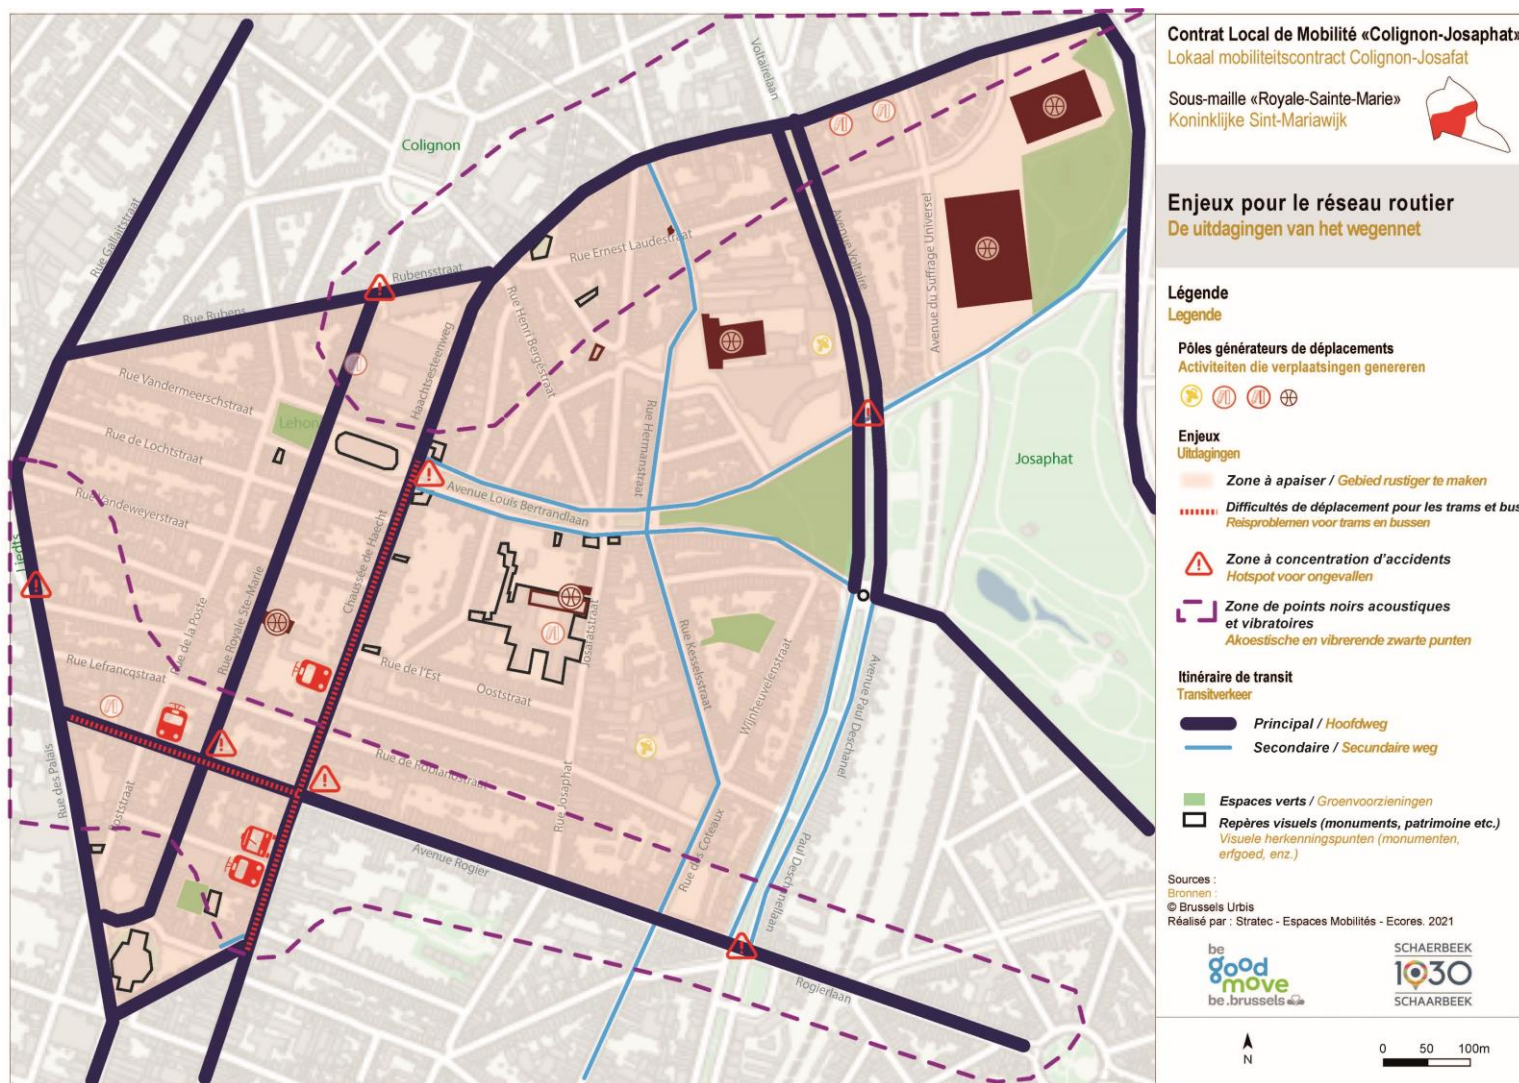 Contrat Local de Mobilité «Colignon-Josaphat»
Lokaal mobiliteitscontract Colignon-Josafat
Sous-maille «Royale-Sainte-Marie»
Koninklijke Sint-Mariawijk
Enjeux pour le réseau routier
De uitdagingen van het wegennet
Légende
Legende
Pôles générateurs de déplacements
Activiteiten die verplaatsingen genereren
Enjeux
Uitdagingen
Zone à apaiser / Gebied rustiger te maken
Difficultés de déplacement pour les trams et bus
Reisproblemen voor trams en bussen
Zone à concentration d'accidents
Hotspot voor ongevallen
Zone de points noirs acoustiques
et vibratoires
Akoestische en vibrerende zwarte punten
Itinéraire de transit
Transitverkeer
Principal / Hoofdweg
Secondaire / Secundaire weg
Espaces verts / Groenvoorzieningen
Repères visuels (monuments, patrimoine etc.)
Visuele herkenningspunten (monumenten,
erfgoed, enz.)
Sources :
Bronnen :
© Brussels Urbis
Réalisé par : Stratec - Espaces Mobilités - Ecores. 2021
be
good
move
be.brussels
SCHAERBEEK
1030
SCHAARBEEK
N
0 50 100m
Voltairelaan
Colignon
Rue Gallaitstraat
Rubensstraat
Rue Rubens
Rue Ernest Laudestraat
Avenue Voltaire
Avenue du Suffrage Universel
Rue Henri Bergéstraat
Haachtsesteenweg
Rue Vandermeerschstraat
Lehon
Rue de Lochtstraat
Rue Hermanstraat
Josaphat
Rue Vandeweyerstraat
Avenue Louis Bertrandlaan
Liedts
Chaussée de Haecht
Rue Royale Ste-Marie
Rue de la Poste
Josafatstraat
Rue Lefrancqstraat
Rue de l'Est
Ooststraat
Rue Kesselsstraat
Wijnheuvelenstraat
Avenue Paul Deschanel
Rue des Palais
Rue de Robianostraat
Rue Josaphat
Poststraat
Avenue Rogier
Rue des Coteaux
Paul Deschanellaan
Rogierlaan